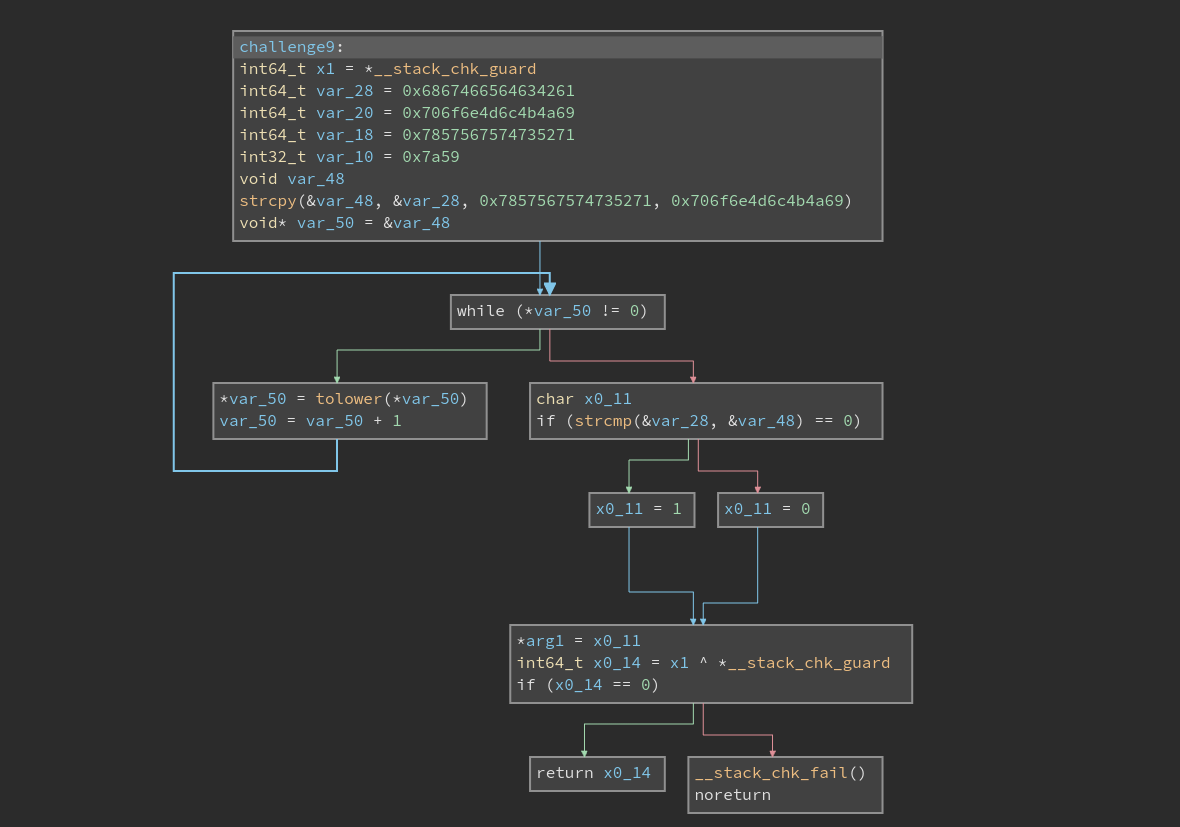 challenge9:
int64_t x1 = *__stack_chk_guard
int64_t var_28 = 0x6867466564634261
int64_t var_20 = 0x706f6e4d6c4b4a69
int64_t var_18 = 0x7857567574735271
int32_t var_10 = 0x7a59
void var_48
strcpy(&var_48, &var_28, 0x7857567574735271, 0x706f6e4d6c4b4a69)
void* var_50 = &var_48
while (*var_50 != 0)
*var_50 = tolower(*var_50)
var_50 = var_50 + 1
char x0_11
if (strcmp(&var_28, &var_48) == 0)
x0_11 = 1
x0_11 = 0
*arg1 = x0_11
int64_t x0_14 = x1 ^ *__stack_chk_guard
if (x0_14 == 0)
return x0_14
__stack_chk_fail()
noreturn